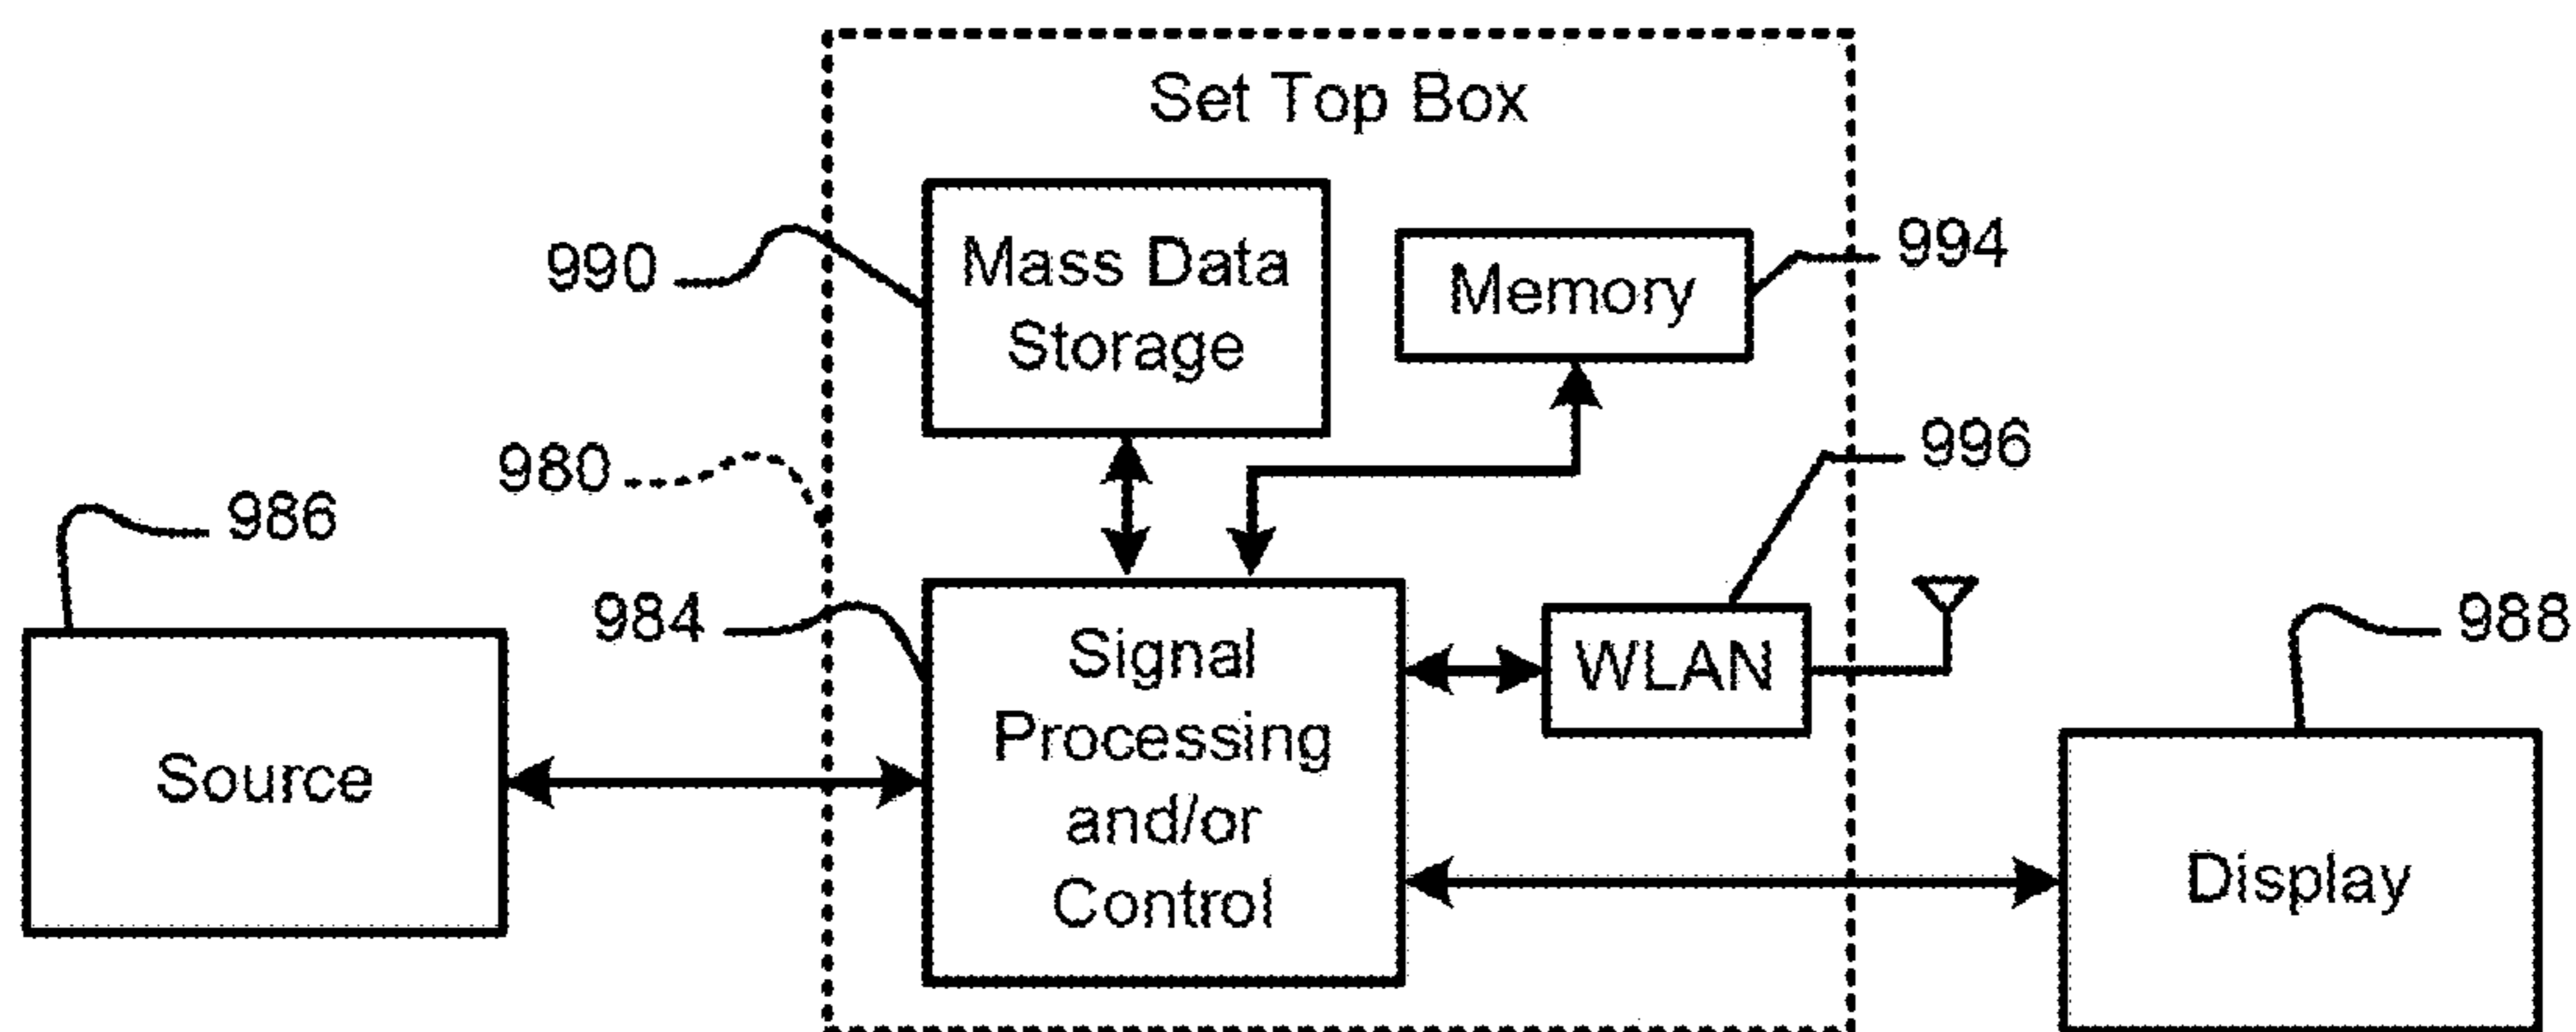 Set Top Box
990
Mass Data
Storage
Memory
994
980
996
986
984
Signal
Processing
and/or
Control
WLAN
988
Source
Display